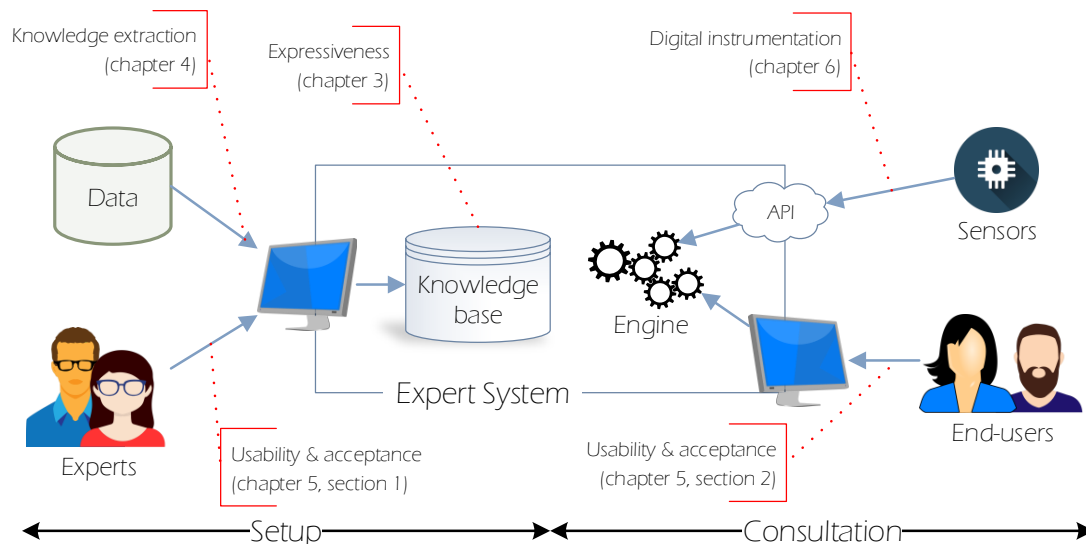 Knowledge extraction
(chapter 4)
Expressiveness
(chapter 3)
Digital instrumentation
(chapter 6)
Data
API
Sensors
Knowledge
base
Engine
Expert System
Experts
End-users
Usability & acceptance
(chapter 5, section 1)
Usability & acceptance
(chapter 5, section 2)
Setup
Consultation